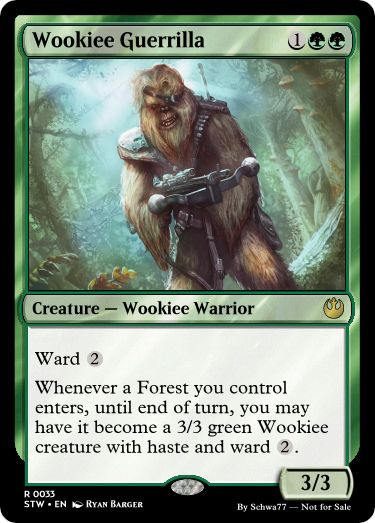 Wookiee Guerrilla 1
Creature — Wookiee Warrior
Ward 2
Whenever a Forest you control
enters, until end of turn, you may
have it become a 3/3 green Wookiee
creature with haste and ward 2.
3/3
R 0033
STW • EN Ryan Barger
By Schwa77 — Not for Sale